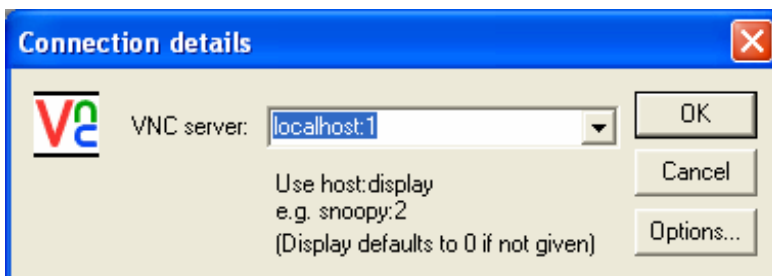 Connection details
VNC
VNC server:
localhost:1
OK
Use host:display
e.g. snoopy:2
(Display defaults to 0 if not given)
Cancel
Options...